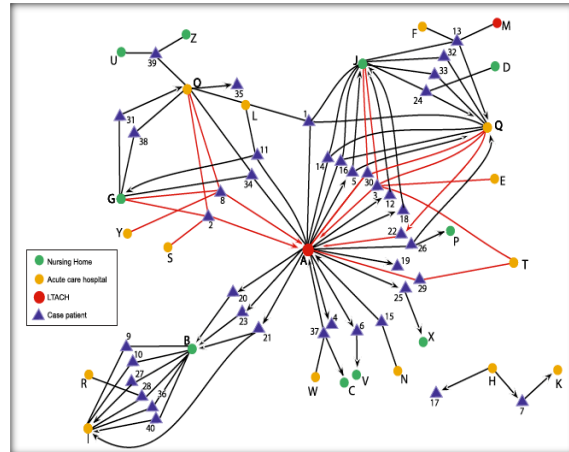 F
13
M
Z
32
U
39
J
33
D
O
35
24
L
1
Q
31
38
11
14
16
5
30
34
3
E
G
8
12
18
Y
2
22
26
P
S
A
19
T
Nursing Home
Acute care hospital
LTACH
Case patient
20
25
29
23
4
37
6
15
21
B
X
9
10
27
R
28
36
40
I
W
C
V
N
H
K
17
7